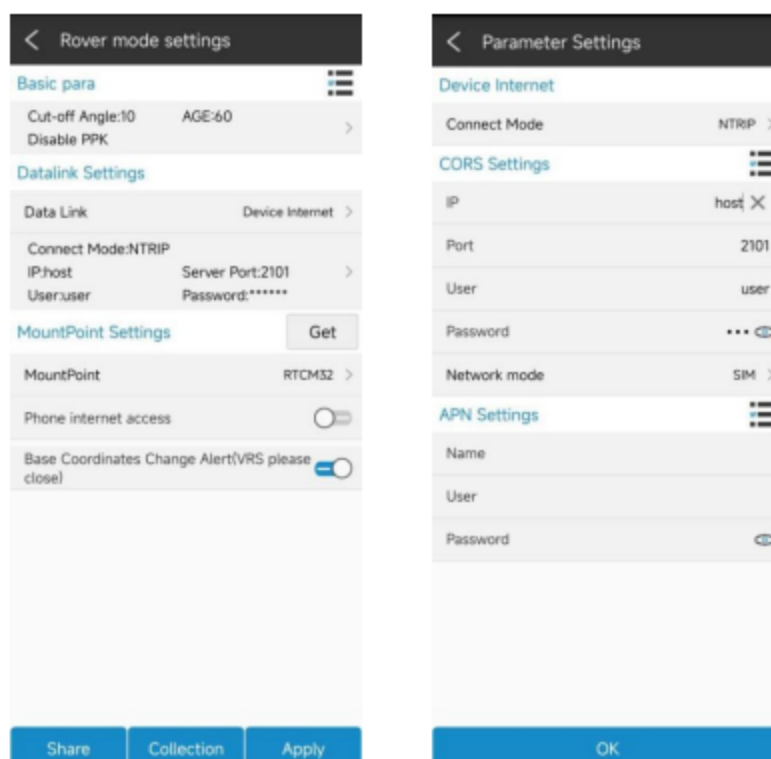 Rover mode settings
Basic para
Cut-off Angle:10 AGE:60
Disable PPK
Datalink Settings
Data Link Device Internet
Connect Mode:NTRIP
IP:host Server Port:2101
User:user Password:******
MountPoint Settings Get
MountPoint RTCM32
Phone internet access
Base Coordinates Change Alert(VRS please
close)
Share Collection Apply
Parameter Settings
Device Internet
Connect Mode NTRIP
CORS Settings
IP host
Port 2101
User user
Password •••
Network mode SIM
APN Settings
Name
User
Password
OK